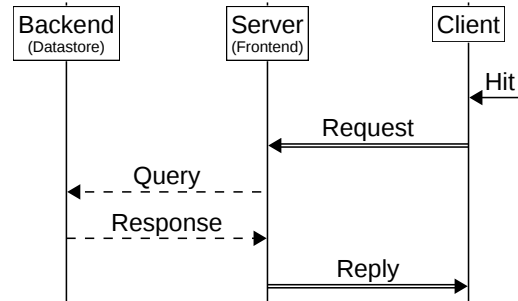 Backend
(Datastore)
Server
(Frontend)
Client
Hit
Request
Query
Response
Reply